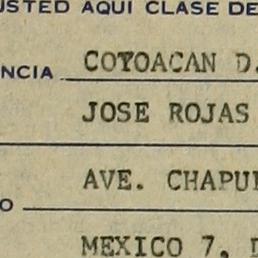 USTED AQUI CLASE DE
NCIA COYOACAN D.
JOSE ROJAS
AVE. CHAPU
O
MEXICO 7, D